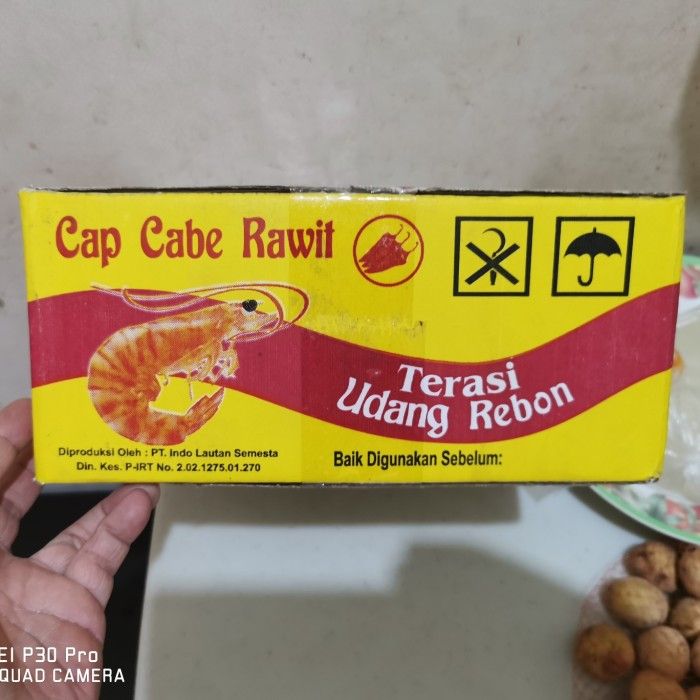 Cap Cabe Rawit
Terasi
Udang Rebon
Diproduksi Oleh : PT. Indo Lautan Semesta
Din. Kes. P-IRT No. 2.02.1275.01.270
Baik Digunakan Sebelum:
EI P30 Pro
QUAD CAMERA